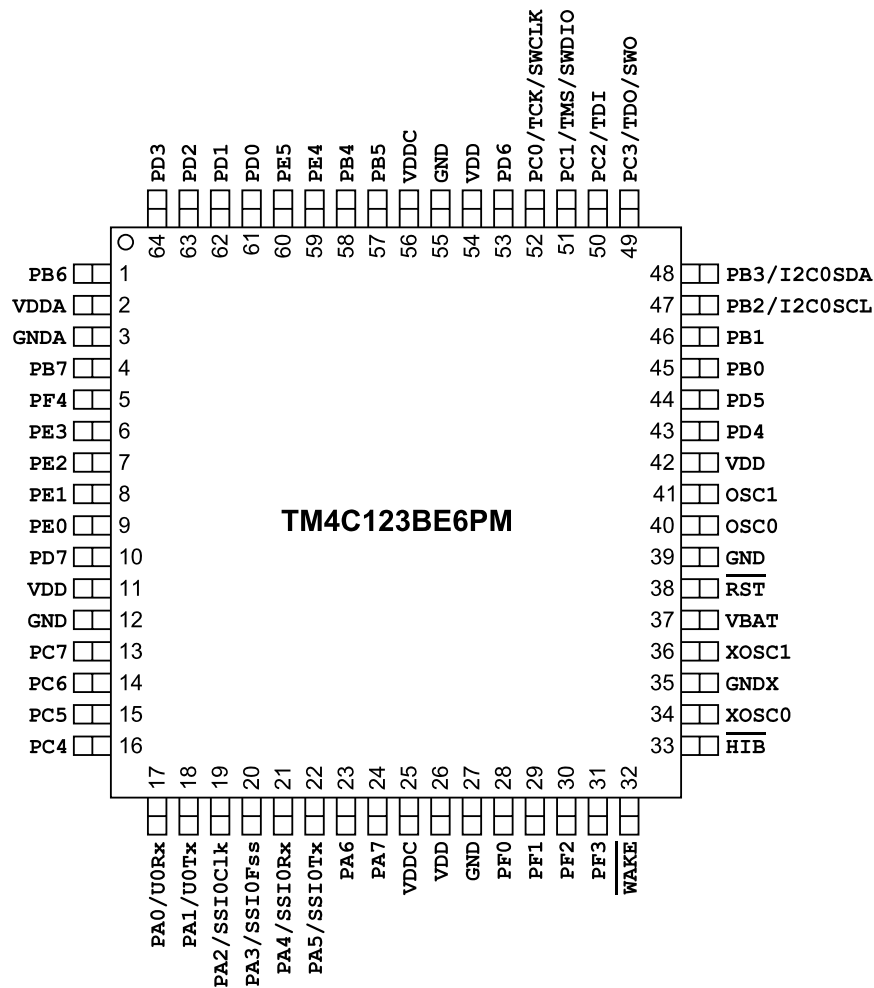 PD3
PD2
PD1
PD0
PE5
PE4
PB4
PB5
VDDC
GND
VDD
PD6
PC0/TCK/SWCLK
PC1/TMS/SWDIO
PC2/TDI
PC3/TDO/SWO
64
63
62
61
60
59
58
57
56
55
54
53
52
51
50
49
PB6 1
VDDA 2
GNDA 3
PB7 4
PF4 5
PE3 6
PE2 7
PE1 8
PE0 9
PD7 10
VDD 11
GND 12
PC7 13
PC6 14
PC5 15
PC4 16
TM4C123BE6PM
48 PB3/I2C0SDA
47 PB2/I2C0SCL
46 PB1
45 PB0
44 PD5
43 PD4
42 VDD
41 OSC1
40 OSC0
39 GND
38 RST
37 VBAT
36 XOSC1
35 GNDX
34 XOSC0
33 HIB
17
18
19
20
21
22
23
24
25
26
27
28
29
30
31
32
PA0/U0Rx
PA1/U0Tx
PA2/SSI0Clk
PA3/SSI0Fss
PA4/SSI0Rx
PA5/SSI0Tx
PA6
PA7
VDDC
VDD
GND
PF0
PF1
PF2
PF3
WAKE